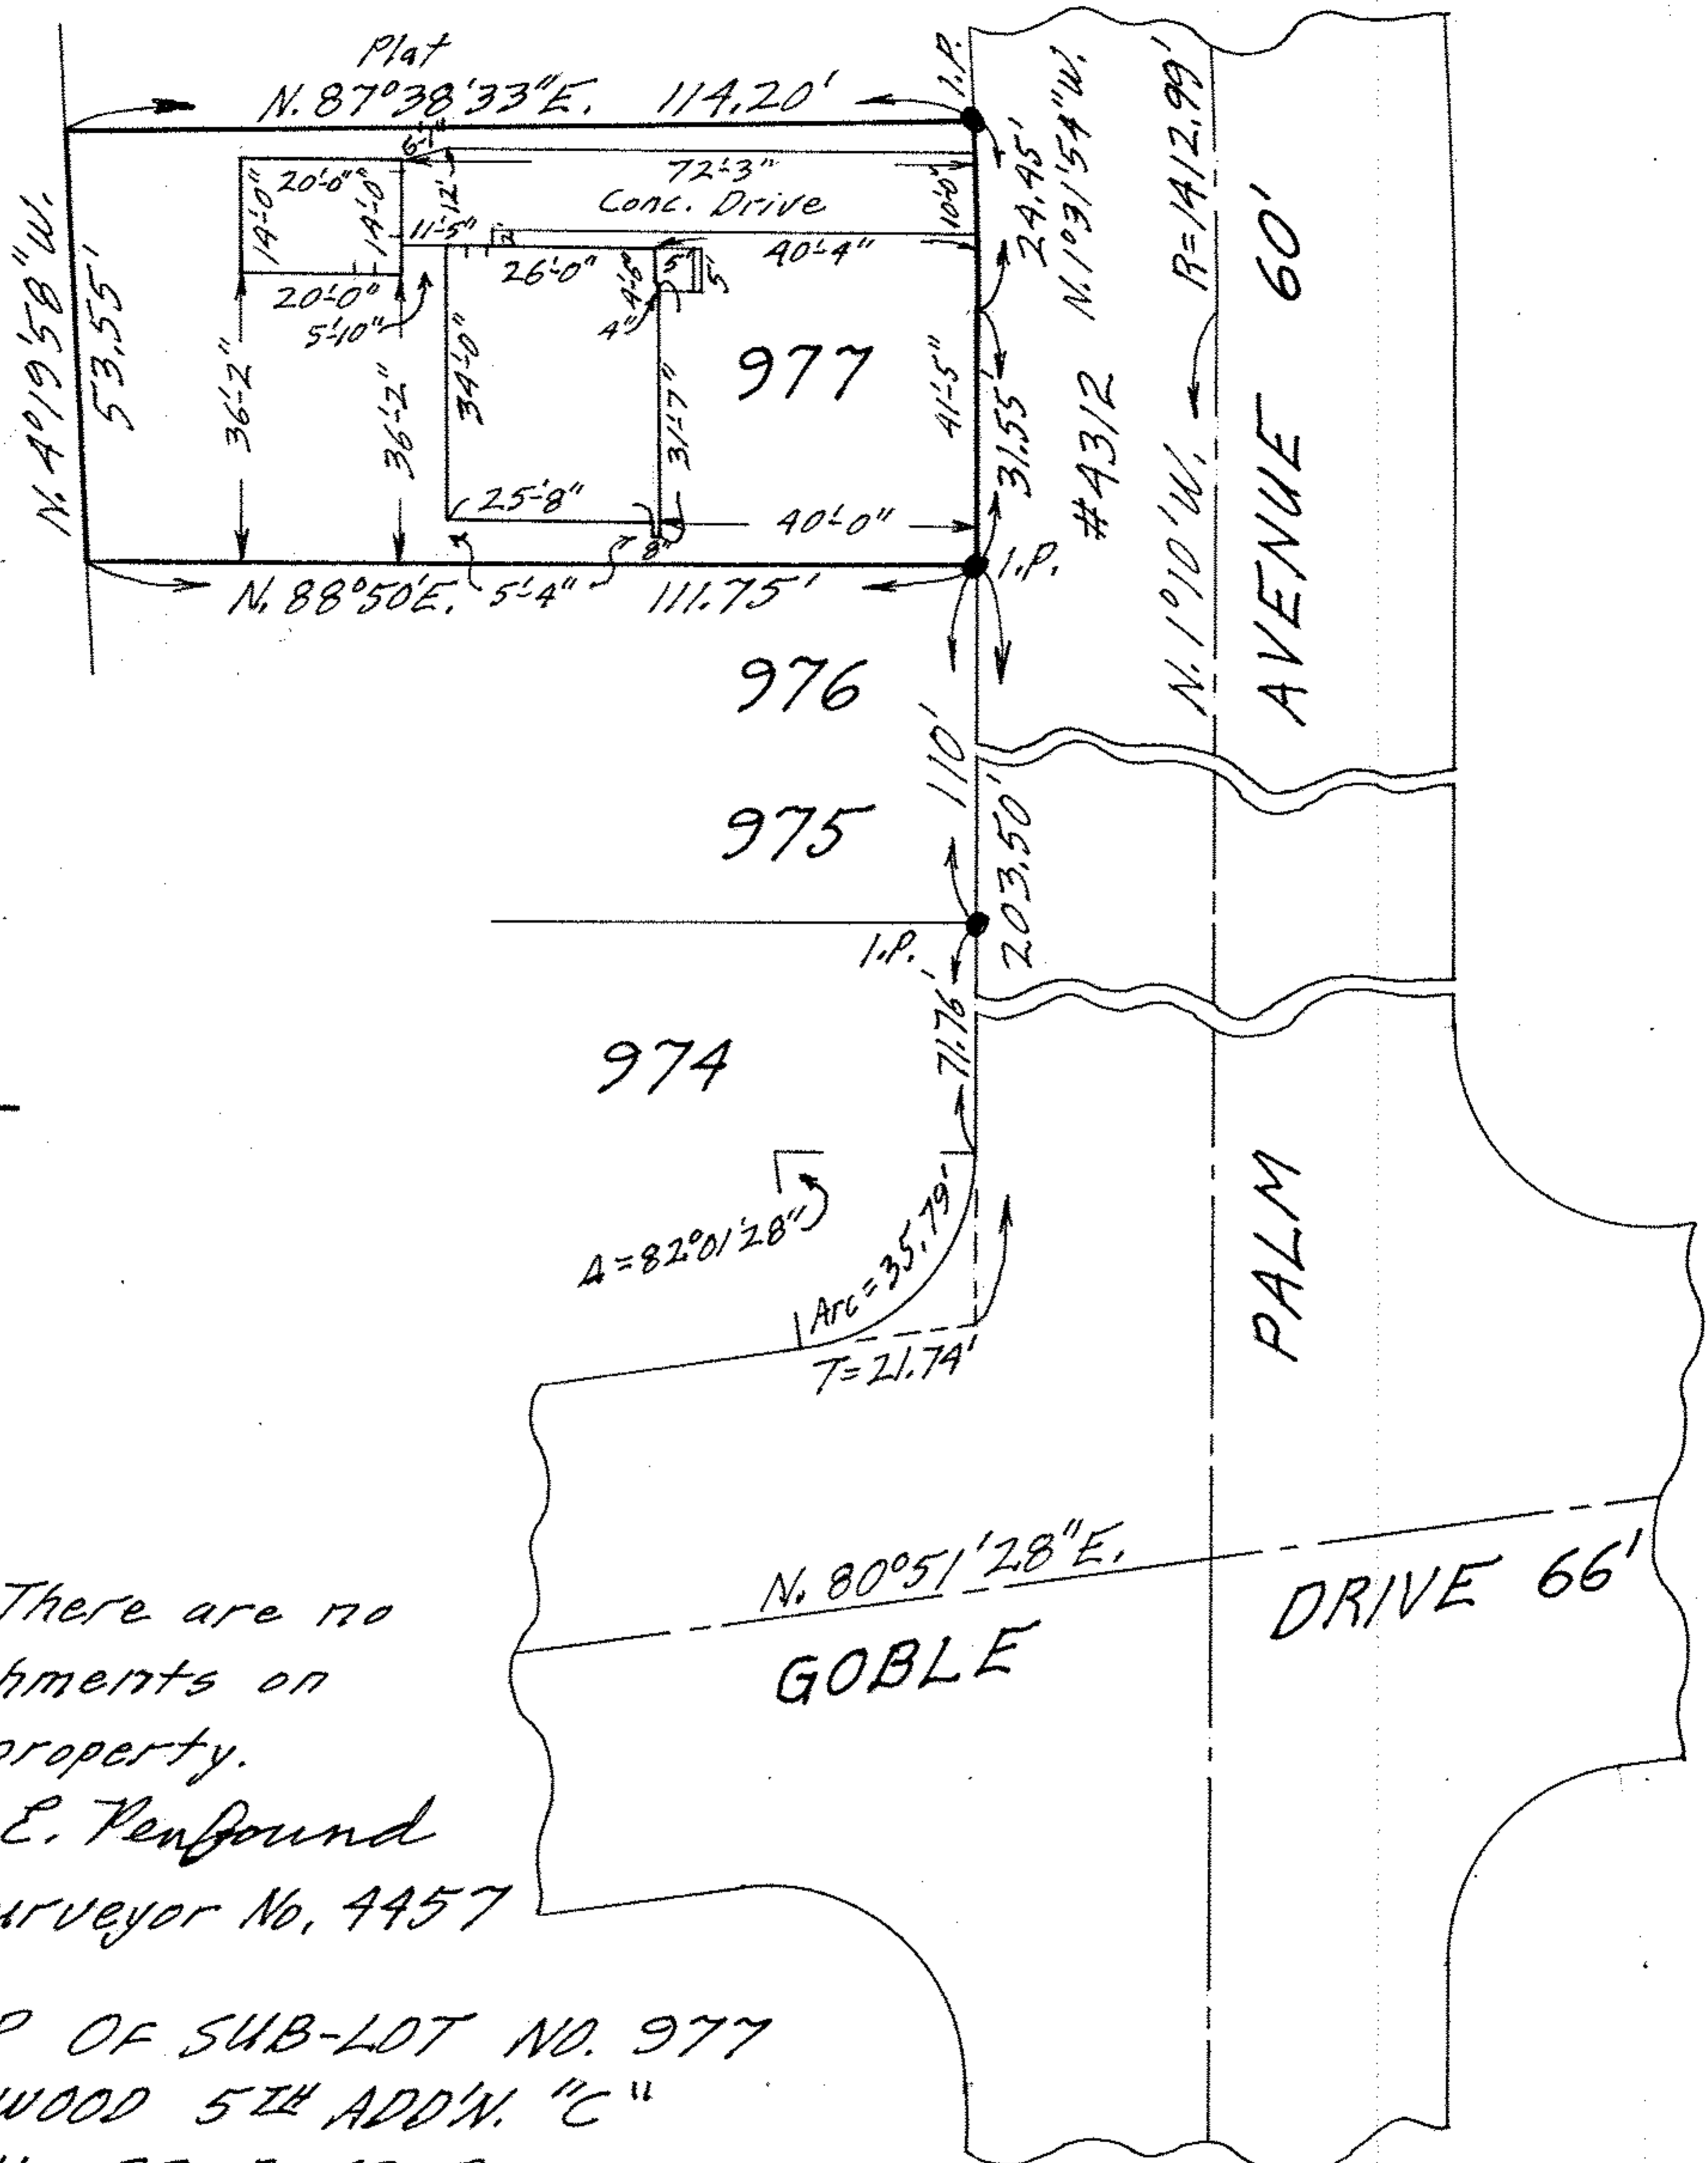 Plat
N. 87°38'33"E. 114.20'
I.P.
6'-1"
72'-3"
20'-0"
14'-0"
14'-0"
12'
Conc. Drive
10'-0"
11'-5"
2'
26'-0"
40'-4"
4'-6"
5'
5'
20'-0"
5'-10"
4"
N. 4°19'58"W.
53.55'
36'-2"
36'-2"
34'-0"
31'-7"
977
41'-5"
25'-8"
40'-0"
8"
N. 88°50'E. 5'-4" 111.75'
I.P.
24.45'
N. 1°31'54"W.
31.55'
#4312
R=1412.99'
N. 1°10'W.
AVENUE 60'
976
110'
975
203.50'
I.P.
974
71.76'
Δ=82°01'28"
Arc=35.79'
T=21.74'
PALM
N. 80°51'28"E.
GOBLE DRIVE 66'
There are no
hments on
property.
E. Penfound
urveyor No. 4457
P OF SUB-LOT NO. 977
WOOD 5TH ADD'N. "C"